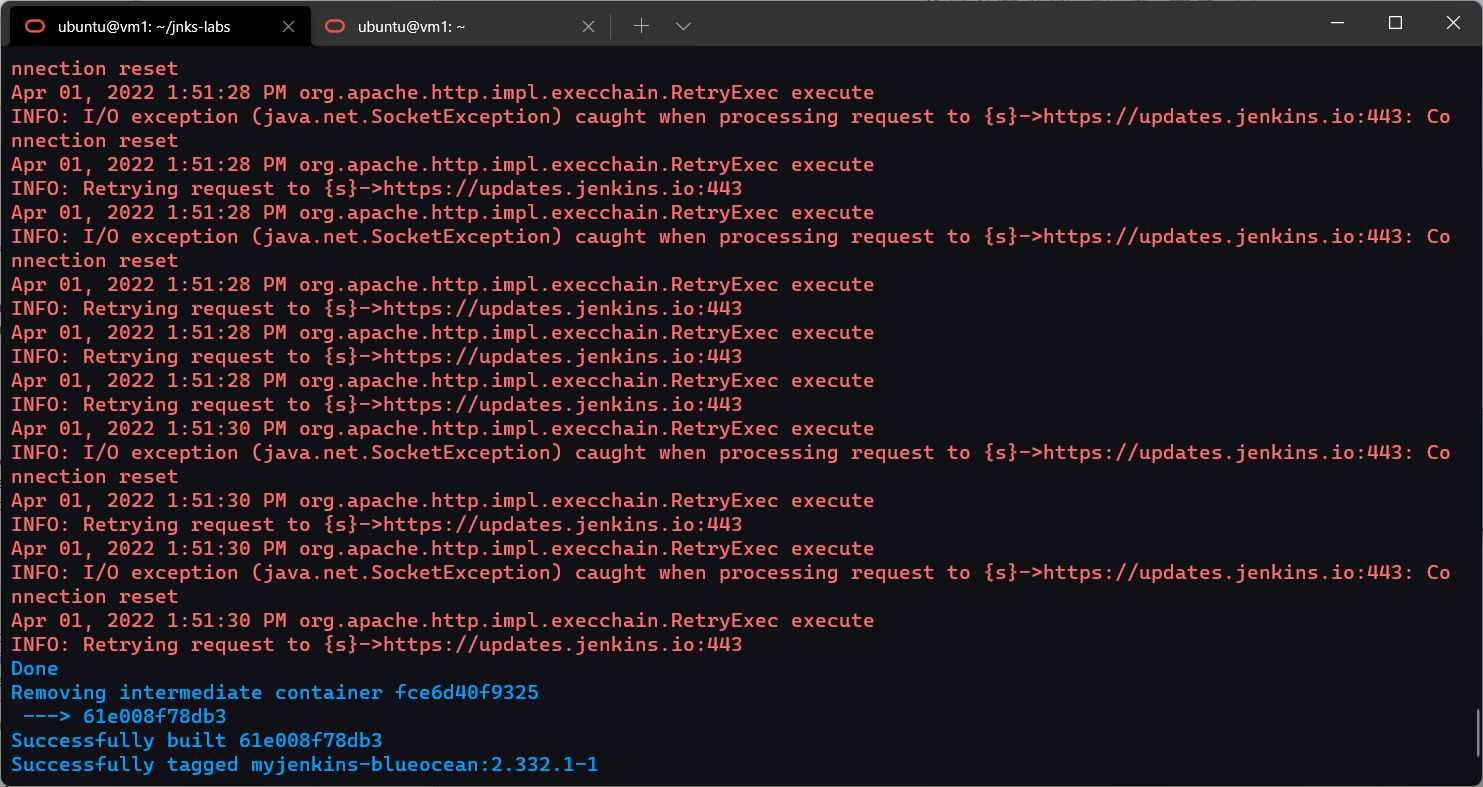 ubuntu@vm1: ~/jnks-labs
ubuntu@vm1: ~
nnection reset
Apr 01, 2022 1:51:28 PM org.apache.http.impl.execchain.RetryExec execute
INFO: I/O exception (java.net.SocketException) caught when processing request to {s}->https://updates.jenkins.io:443: Co
nnection reset
Apr 01, 2022 1:51:28 PM org.apache.http.impl.execchain.RetryExec execute
INFO: Retrying request to {s}->https://updates.jenkins.io:443
Apr 01, 2022 1:51:28 PM org.apache.http.impl.execchain.RetryExec execute
INFO: I/O exception (java.net.SocketException) caught when processing request to {s}->https://updates.jenkins.io:443: Co
nnection reset
Apr 01, 2022 1:51:28 PM org.apache.http.impl.execchain.RetryExec execute
INFO: Retrying request to {s}->https://updates.jenkins.io:443
Apr 01, 2022 1:51:28 PM org.apache.http.impl.execchain.RetryExec execute
INFO: Retrying request to {s}->https://updates.jenkins.io:443
Apr 01, 2022 1:51:28 PM org.apache.http.impl.execchain.RetryExec execute
INFO: Retrying request to {s}->https://updates.jenkins.io:443
Apr 01, 2022 1:51:30 PM org.apache.http.impl.execchain.RetryExec execute
INFO: I/O exception (java.net.SocketException) caught when processing request to {s}->https://updates.jenkins.io:443: Co
nnection reset
Apr 01, 2022 1:51:30 PM org.apache.http.impl.execchain.RetryExec execute
INFO: Retrying request to {s}->https://updates.jenkins.io:443
Apr 01, 2022 1:51:30 PM org.apache.http.impl.execchain.RetryExec execute
INFO: I/O exception (java.net.SocketException) caught when processing request to {s}->https://updates.jenkins.io:443: Co
nnection reset
Apr 01, 2022 1:51:30 PM org.apache.http.impl.execchain.RetryExec execute
INFO: Retrying request to {s}->https://updates.jenkins.io:443
Done
Removing intermediate container fce6d40f9325
 ---> 61e008f78db3
Successfully built 61e008f78db3
Successfully tagged myjenkins-blueocean:2.332.1-1